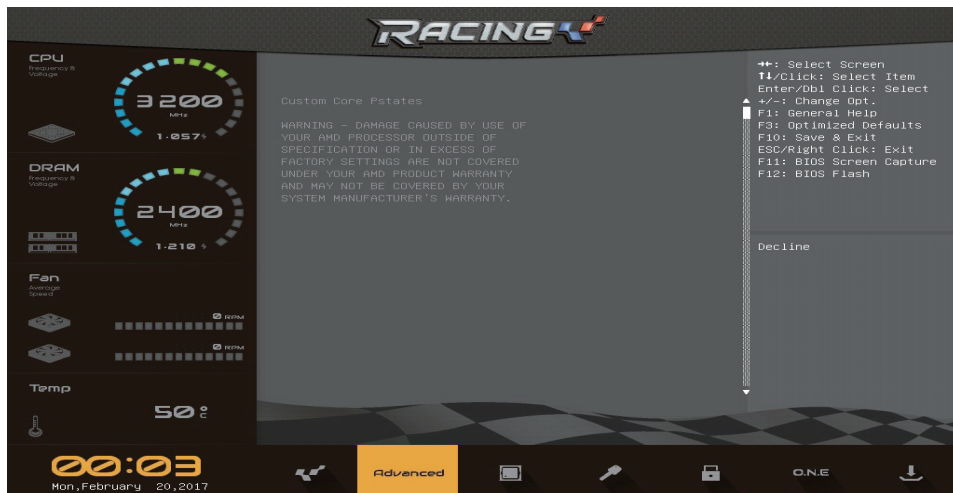 RACING
CPU
Frequency &
Voltage
3200
MHz
1.057
DRAM
Frequency &
Voltage
2400
MHz
1.210
Fan
Average
Speed
0 RPM
0 RPM
Temp
50 °C
00:03
Mon,February 20,2017
Custom Core Pstates
WARNING - DAMAGE CAUSED BY USE OF
YOUR AMD PROCESSOR OUTSIDE OF
SPECIFICATION OR IN EXCESS OF
FACTORY SETTINGS ARE NOT COVERED
UNDER YOUR AMD PRODUCT WARRANTY
AND MAY NOT BE COVERED BY YOUR
SYSTEM MANUFACTURER'S WARRANTY.
→←: Select Screen
↑↓/Click: Select Item
Enter/Dbl Click: Select
+/-: Change Opt.
F1: General Help
F3: Optimized Defaults
F10: Save & Exit
ESC/Right Click: Exit
F11: BIOS Screen Capture
F12: BIOS Flash
Decline
Advanced
O.N.E